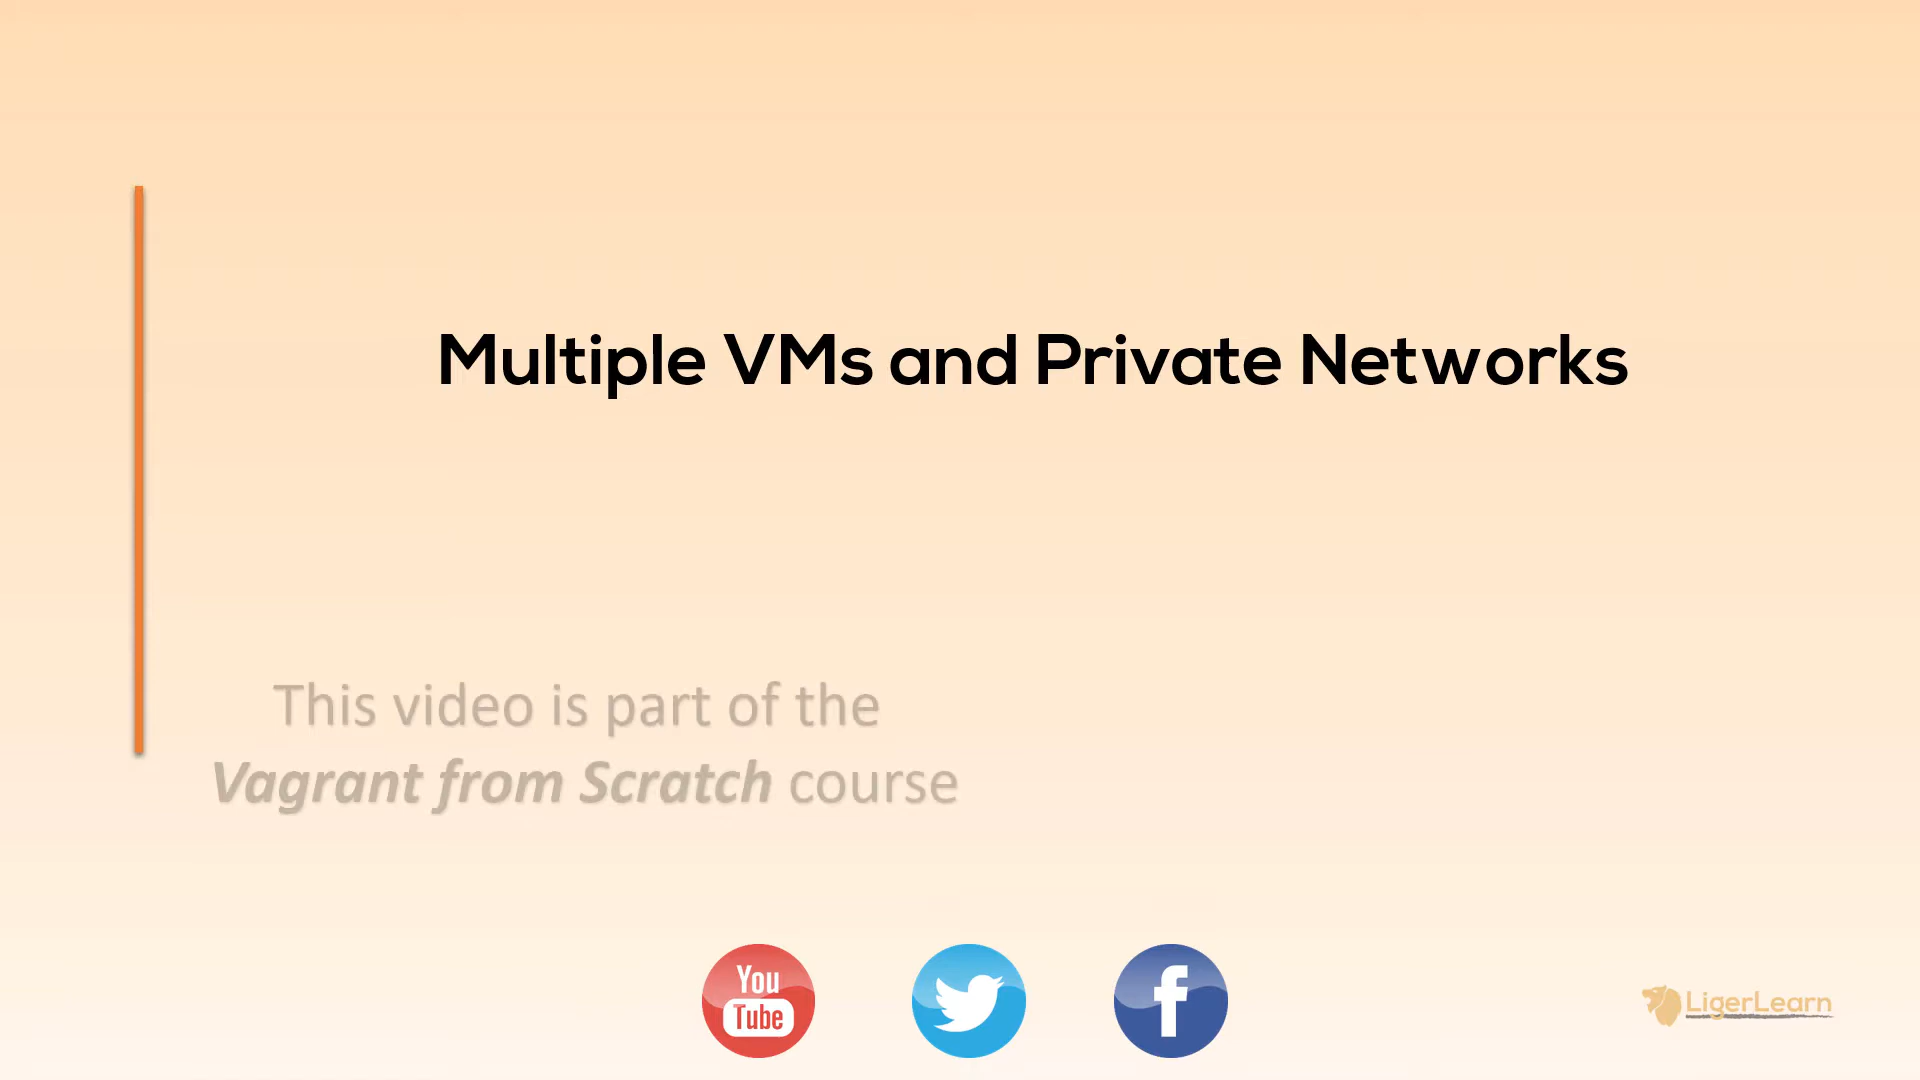 Multiple VMs and Private Networks
This video is part of the
Vagrant from Scratch course
You
Tube
f
LigerLearn